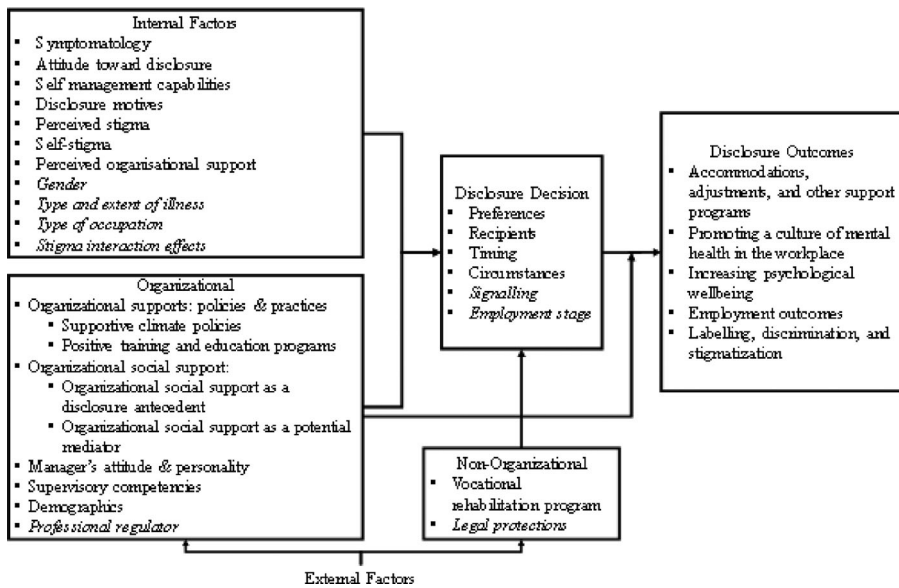 Internal Factors
▪ Symptomatology
▪ Attitude toward disclosure
▪ Self management capabilities
▪ Disclosure motives
▪ Perceived stigma
▪ Self-stigma
▪ Perceived organisational support
▪ Gender
▪ Type and extent of illness
▪ Type of occupation
▪ Stigma interaction effects
Organizational
▪ Organizational supports: policies & practices
▪ Supportive climate policies
▪ Positive training and education programs
▪ Organizational social support:
▪ Organizational social support as a
disclosure antecedent
▪ Organizational social support as a potential
mediator
▪ Manager's attitude & personality
▪ Supervisory competencies
▪ Demographics
▪ Professional regulator
Disclosure Decision
▪ Preferences
▪ Recipients
▪ Timing
▪ Circumstances
▪ Signalling
▪ Employment stage
Non-Organizational
▪ Vocational
rehabilitation program
▪ Legal protections
Disclosure Outcomes
▪ Accommodations,
adjustments, and other support
programs
▪ Promoting a culture of mental
health in the workplace
▪ Increasing psychological
wellbeing
▪ Employment outcomes
▪ Labelling, discrimination, and
stigmatization
External Factors